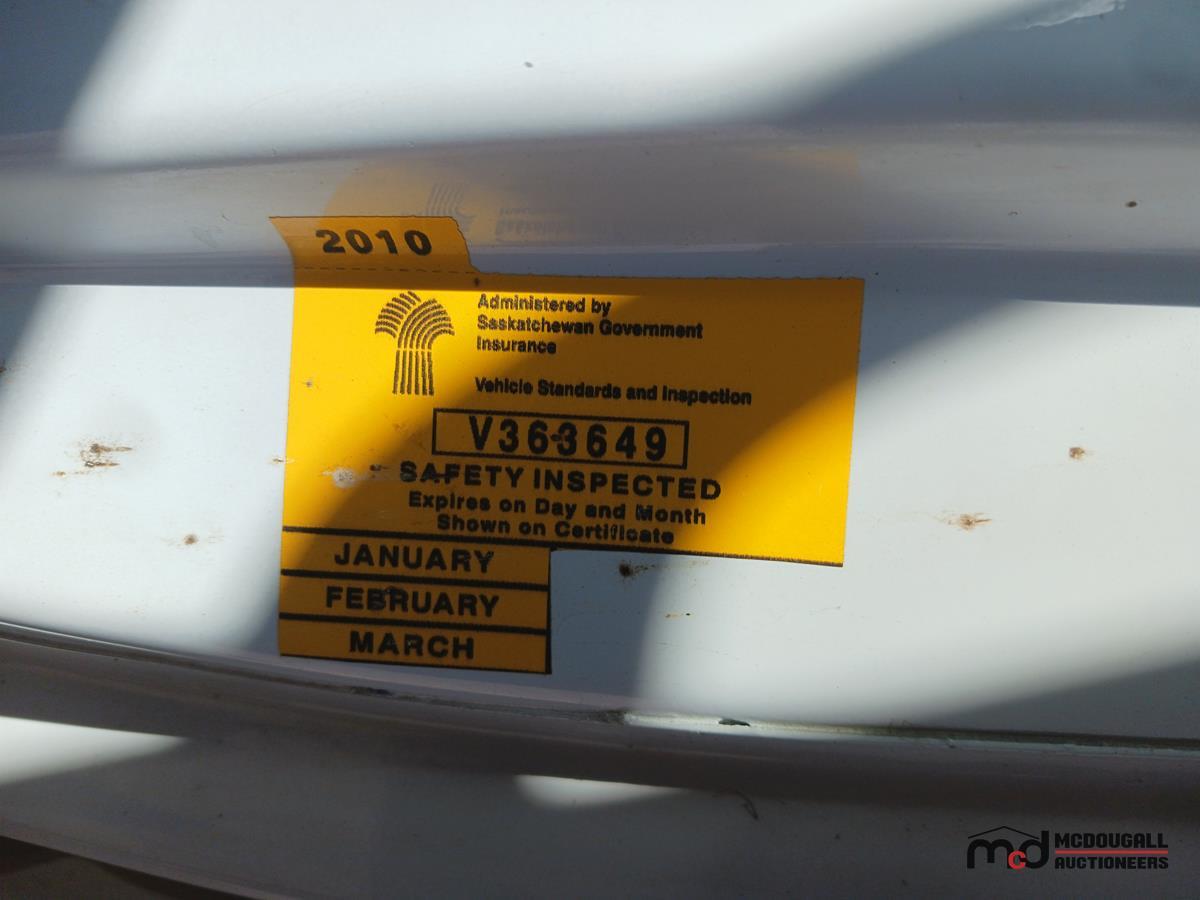 2010
Administered by
Saskatchewan Government
Insurance
Vehicle Standards and Inspection
V363649
SAFETY INSPECTED
Expires on Day and Month
Shown on Certificate
JANUARY
FEBRUARY
MARCH
mcd MCDOUGALL
AUCTIONEERS